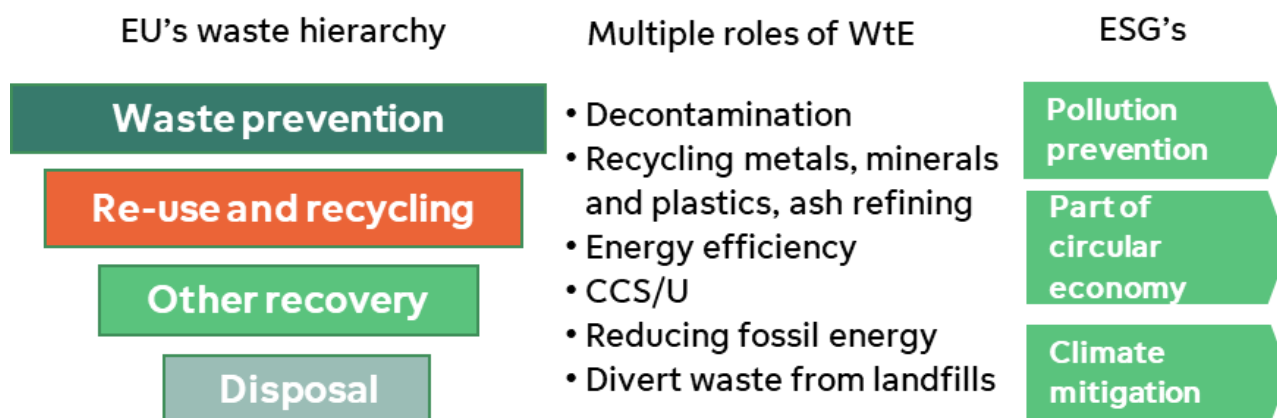 EU's waste hierarchy
Waste prevention
Re-use and recycling
Other recovery
Disposal
Multiple roles of WtE
• Decontamination
• Recycling metals, minerals
and plastics, ash refining
• Energy efficiency
• CCS/U
• Reducing fossil energy
• Divert waste from landfills
ESG's
Pollution
prevention
Part of
circular
economy
Climate
mitigation